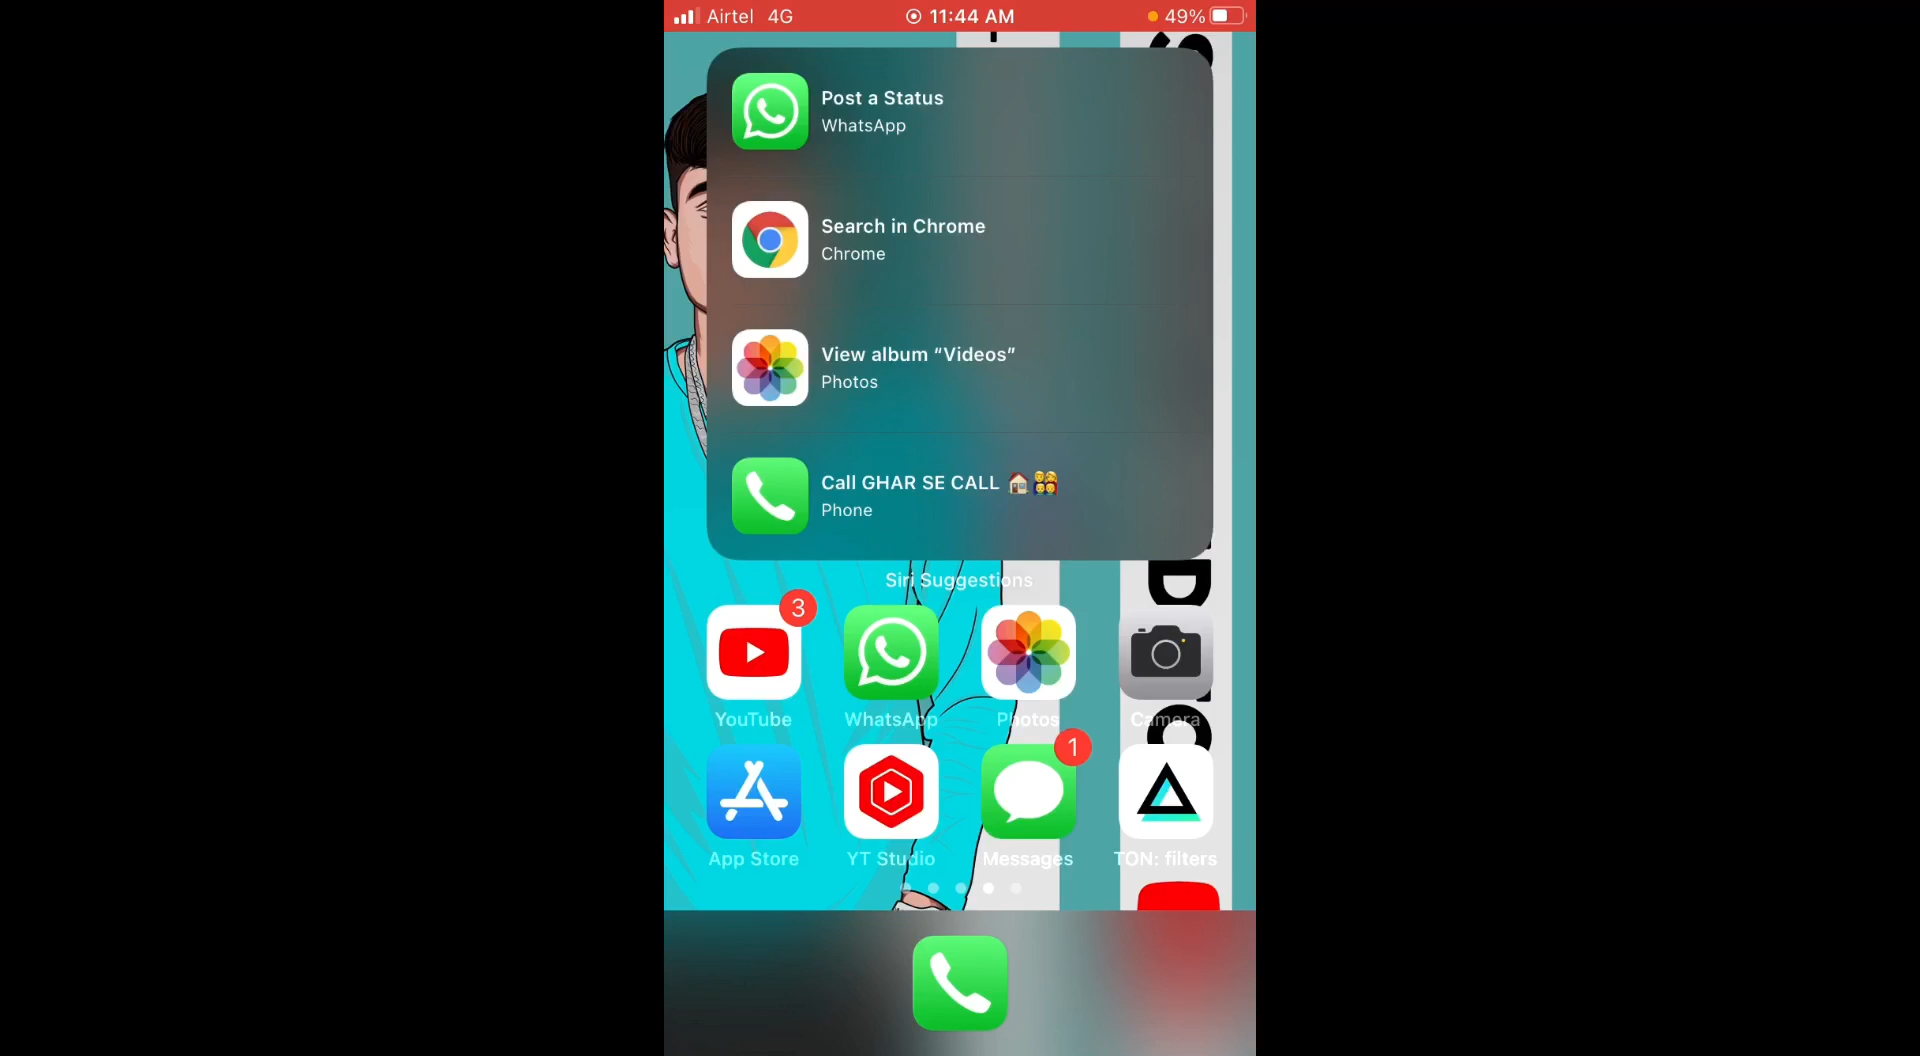 Airtel 4G 11:44 AM 49%
Post a Status
WhatsApp
Search in Chrome
Chrome
View album “Videos”
Photos
Call GHAR SE CALL 🏠👨‍👩‍👧‍👦
Phone
Siri Suggestions
3
YouTube WhatsApp Photos Camera
1
App Store YT Studio Messages TON: filters